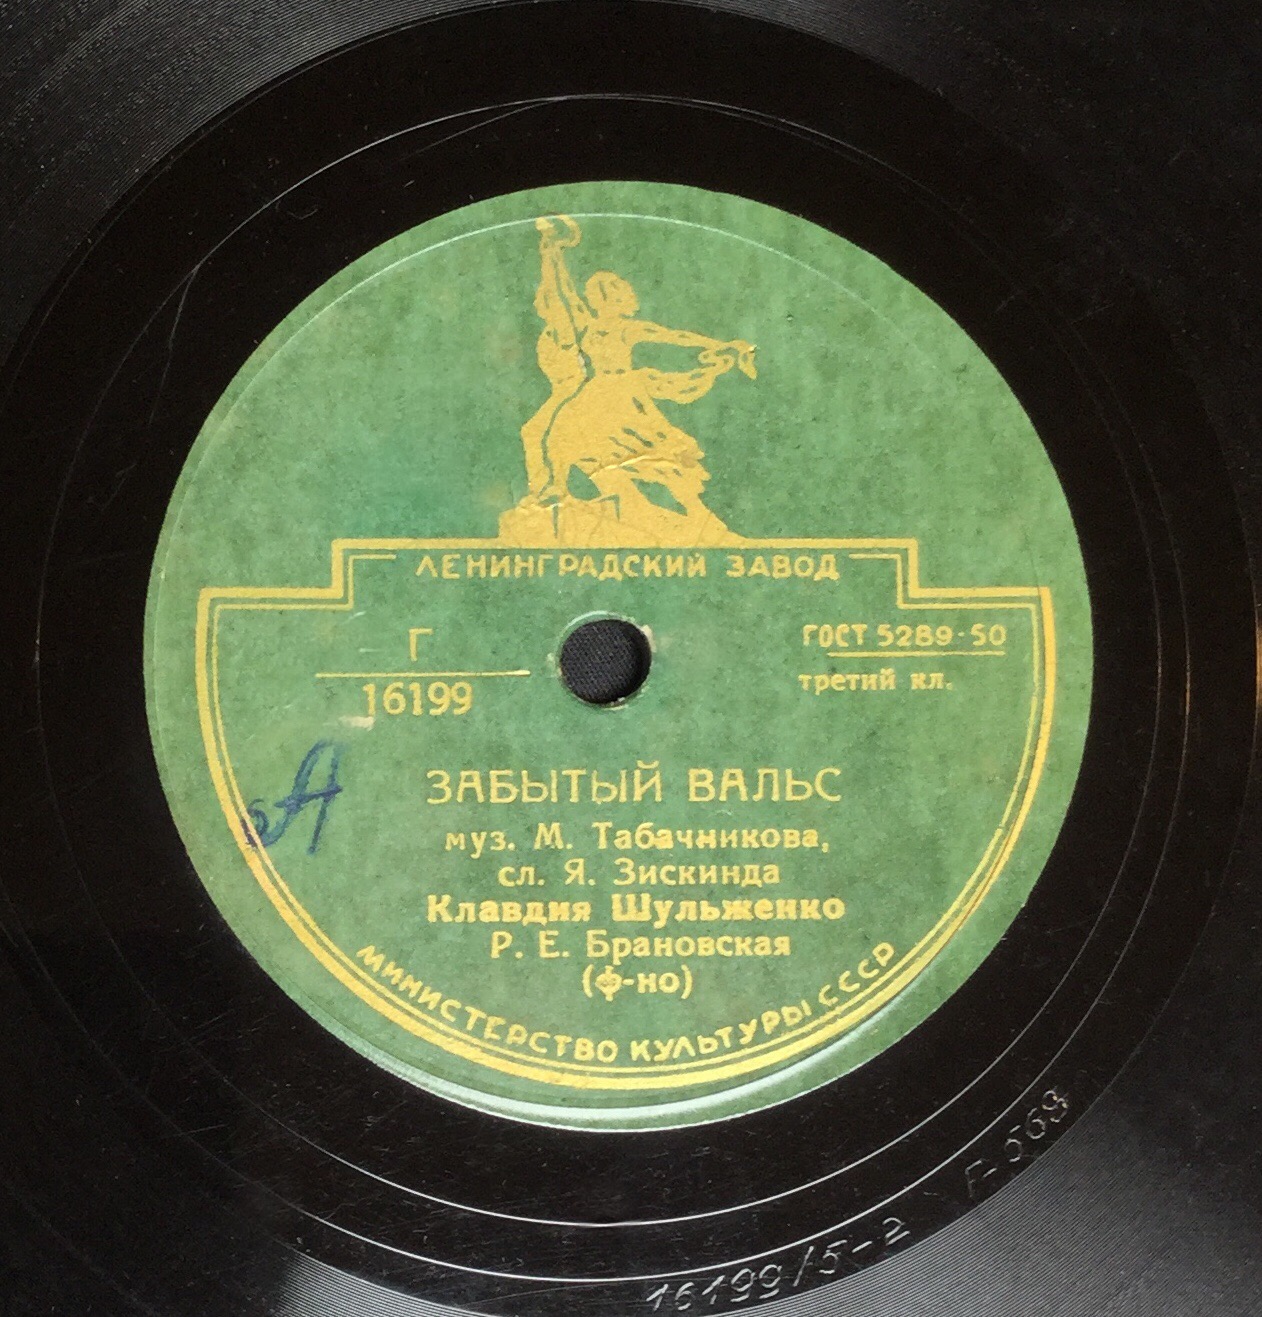 ЛЕНИНГРАДСКИЙ ЗАВОД
Г
16199
ГОСТ 5289-50
третий кл.
А
ЗАБЫТЫЙ ВАЛЬС
муз. М. Табачникова,
сл. Я. Зискинда
Клавдия Шульженко
Р. Е. Брановская
(ф-но)
МИНИСТЕРСТВО КУЛЬТУРЫ СССР
16199/5-2 Г-563